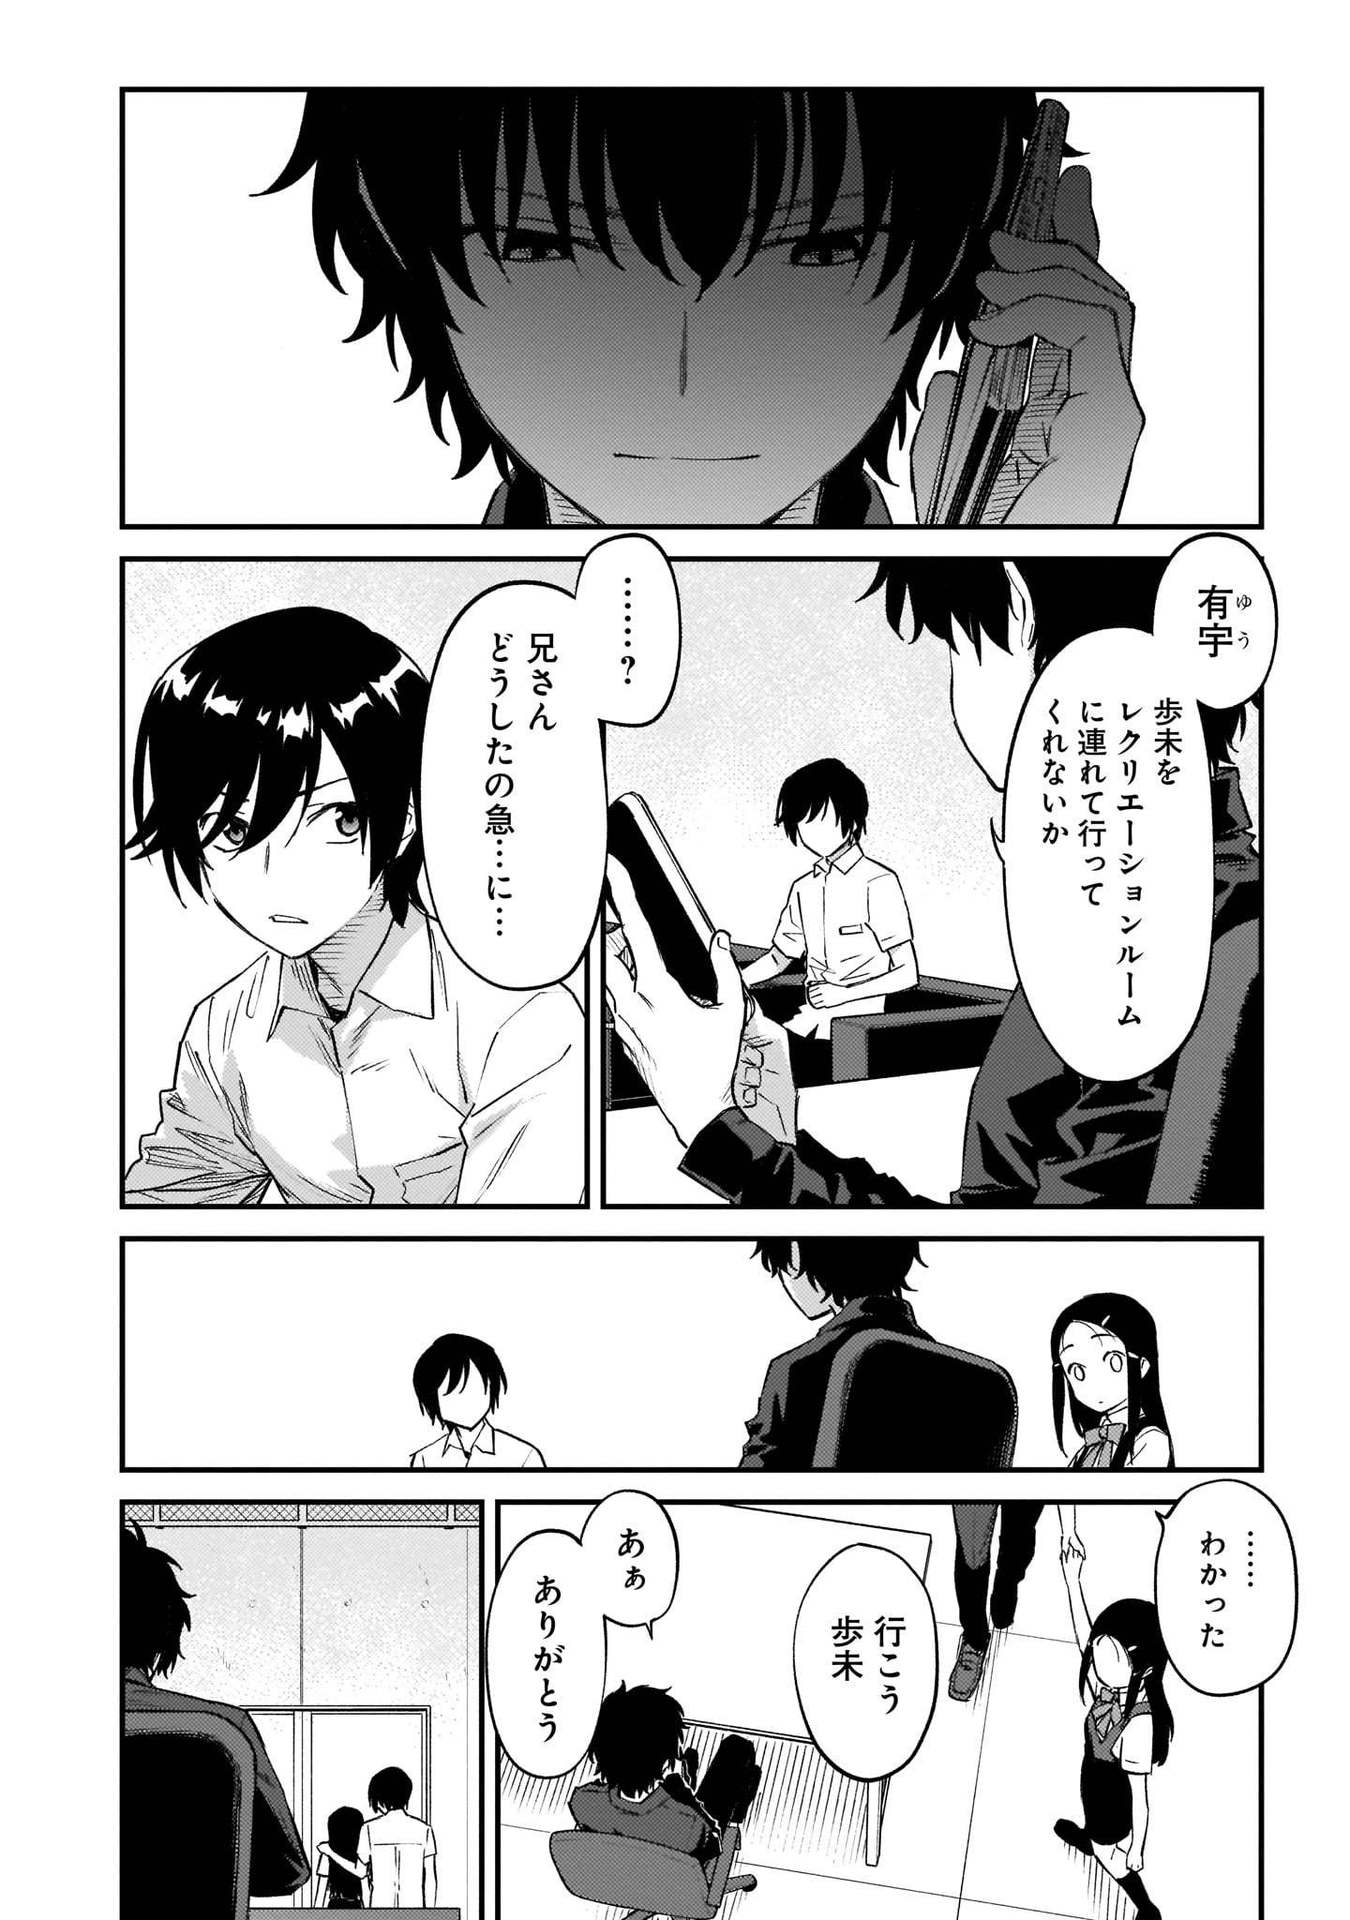 有宇
ゆう
歩未を
レクリエーションルーム
に連れて行って
くれないか
……?
兄さん
どうしたの急…に…
……
わかった
行こう
歩未
あぁ
ありがとう